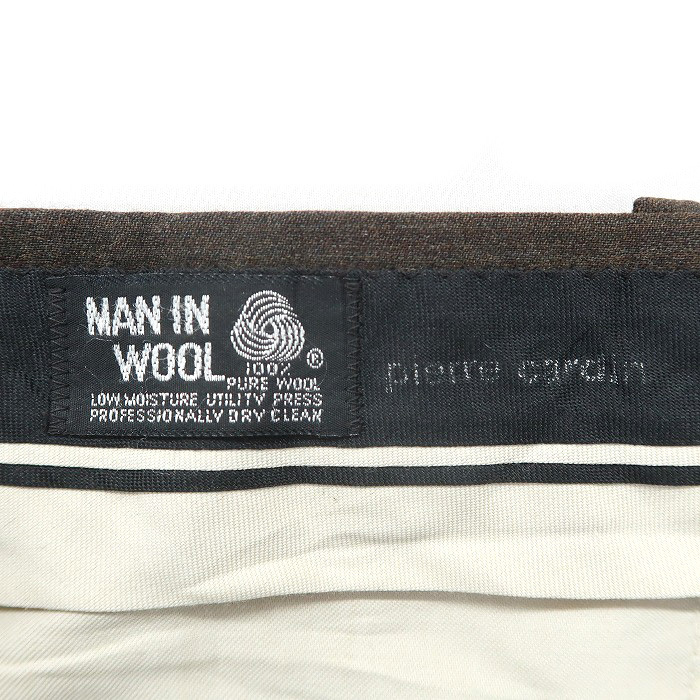 MAN IN
WOOL
100% ®
PURE WOOL
LOW MOISTURE UTILITY PRESS
PROFESSIONALLY DRY CLEAN
pierre cardin